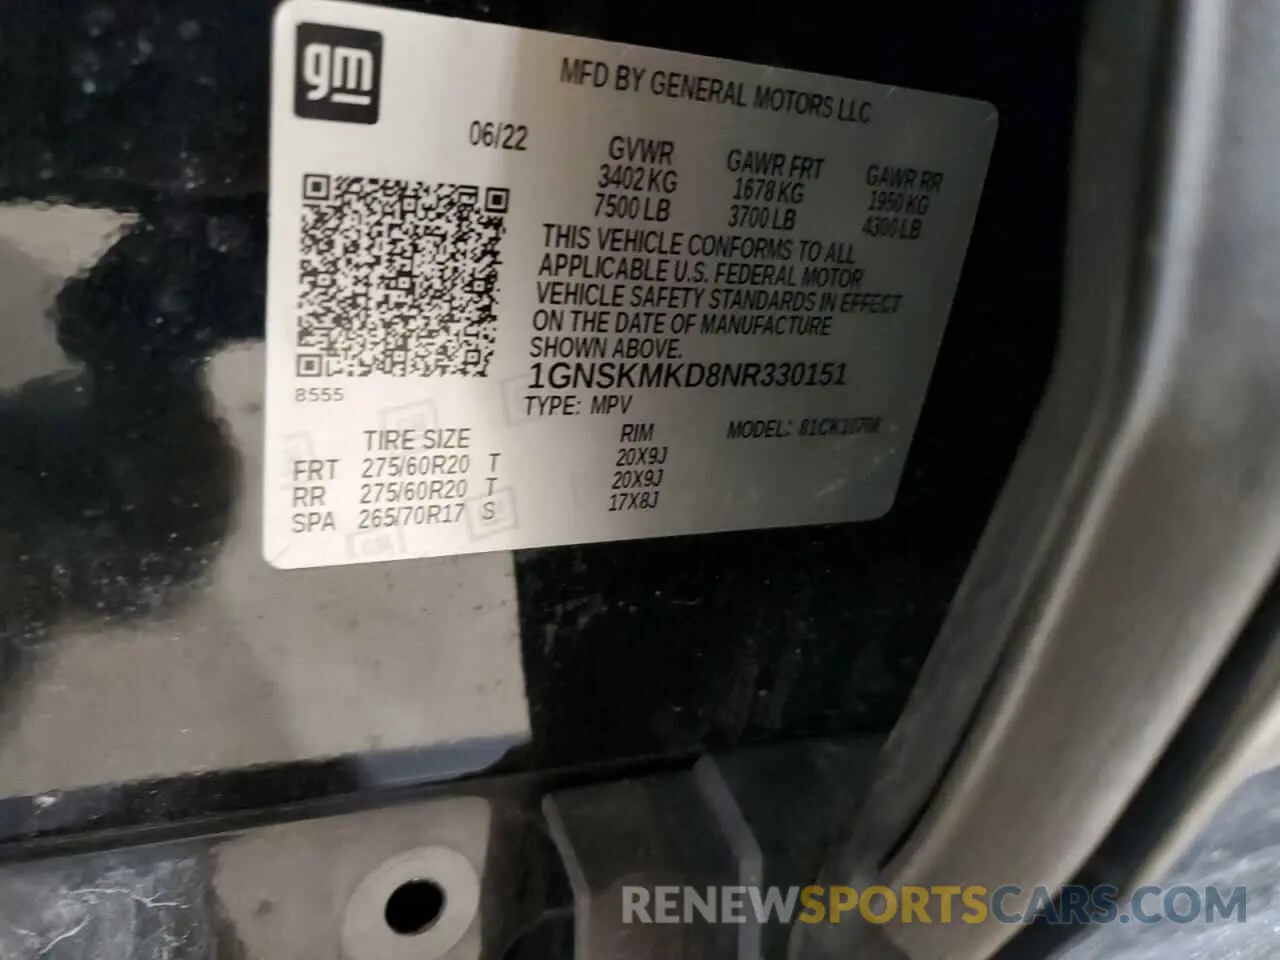 gm
MFD BY GENERAL MOTORS LLC
06/22
GVWR GAWR FRT GAWR RR
3402 KG 1678 KG 1950 KG
7500 LB 3700 LB 4300 LB
THIS VEHICLE CONFORMS TO ALL
APPLICABLE U.S. FEDERAL MOTOR
VEHICLE SAFETY STANDARDS IN EFFECT
ON THE DATE OF MANUFACTURE
SHOWN ABOVE.
1GNSKMKD8NR330151
8555
TYPE: MPV
MODEL:
TIRE SIZE RIM
FRT 275/60R20 T 20X9J
RR 275/60R20 T 20X9J
SPA 265/70R17 S 17X8J
RENEWSPORTSCARS.COM